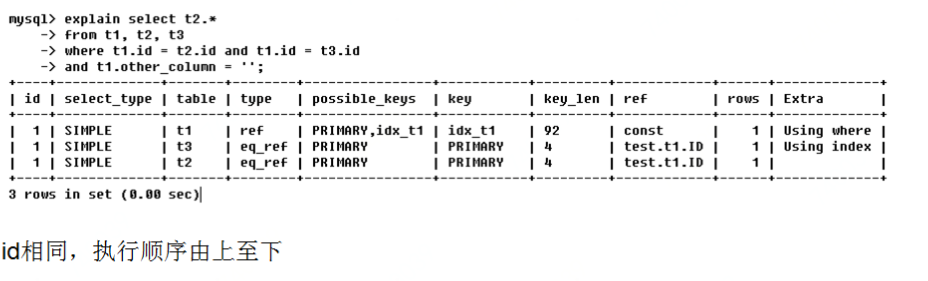 mysql> explain select t2.*
    -> from t1, t2, t3
    -> where t1.id = t2.id and t1.id = t3.id
    -> and t1.other_column = '';
+----+-------------+-------+--------+----------------+---------+---------+------------+------+-------------+
| id | select_type | table | type   | possible_keys  | key     | key_len | ref        | rows | Extra       |
+----+-------------+-------+--------+----------------+---------+---------+------------+------+-------------+
|  1 | SIMPLE      | t1    | ref    | PRIMARY,idx_t1 | idx_t1  | 92      | const      |    1 | Using where |
|  1 | SIMPLE      | t3    | eq_ref | PRIMARY        | PRIMARY | 4       | test.t1.ID |    1 | Using index |
|  1 | SIMPLE      | t2    | eq_ref | PRIMARY        | PRIMARY | 4       | test.t1.ID |    1 |             |
+----+-------------+-------+--------+----------------+---------+---------+------------+------+-------------+
3 rows in set (0.00 sec)
id相同，执行顺序由上至下